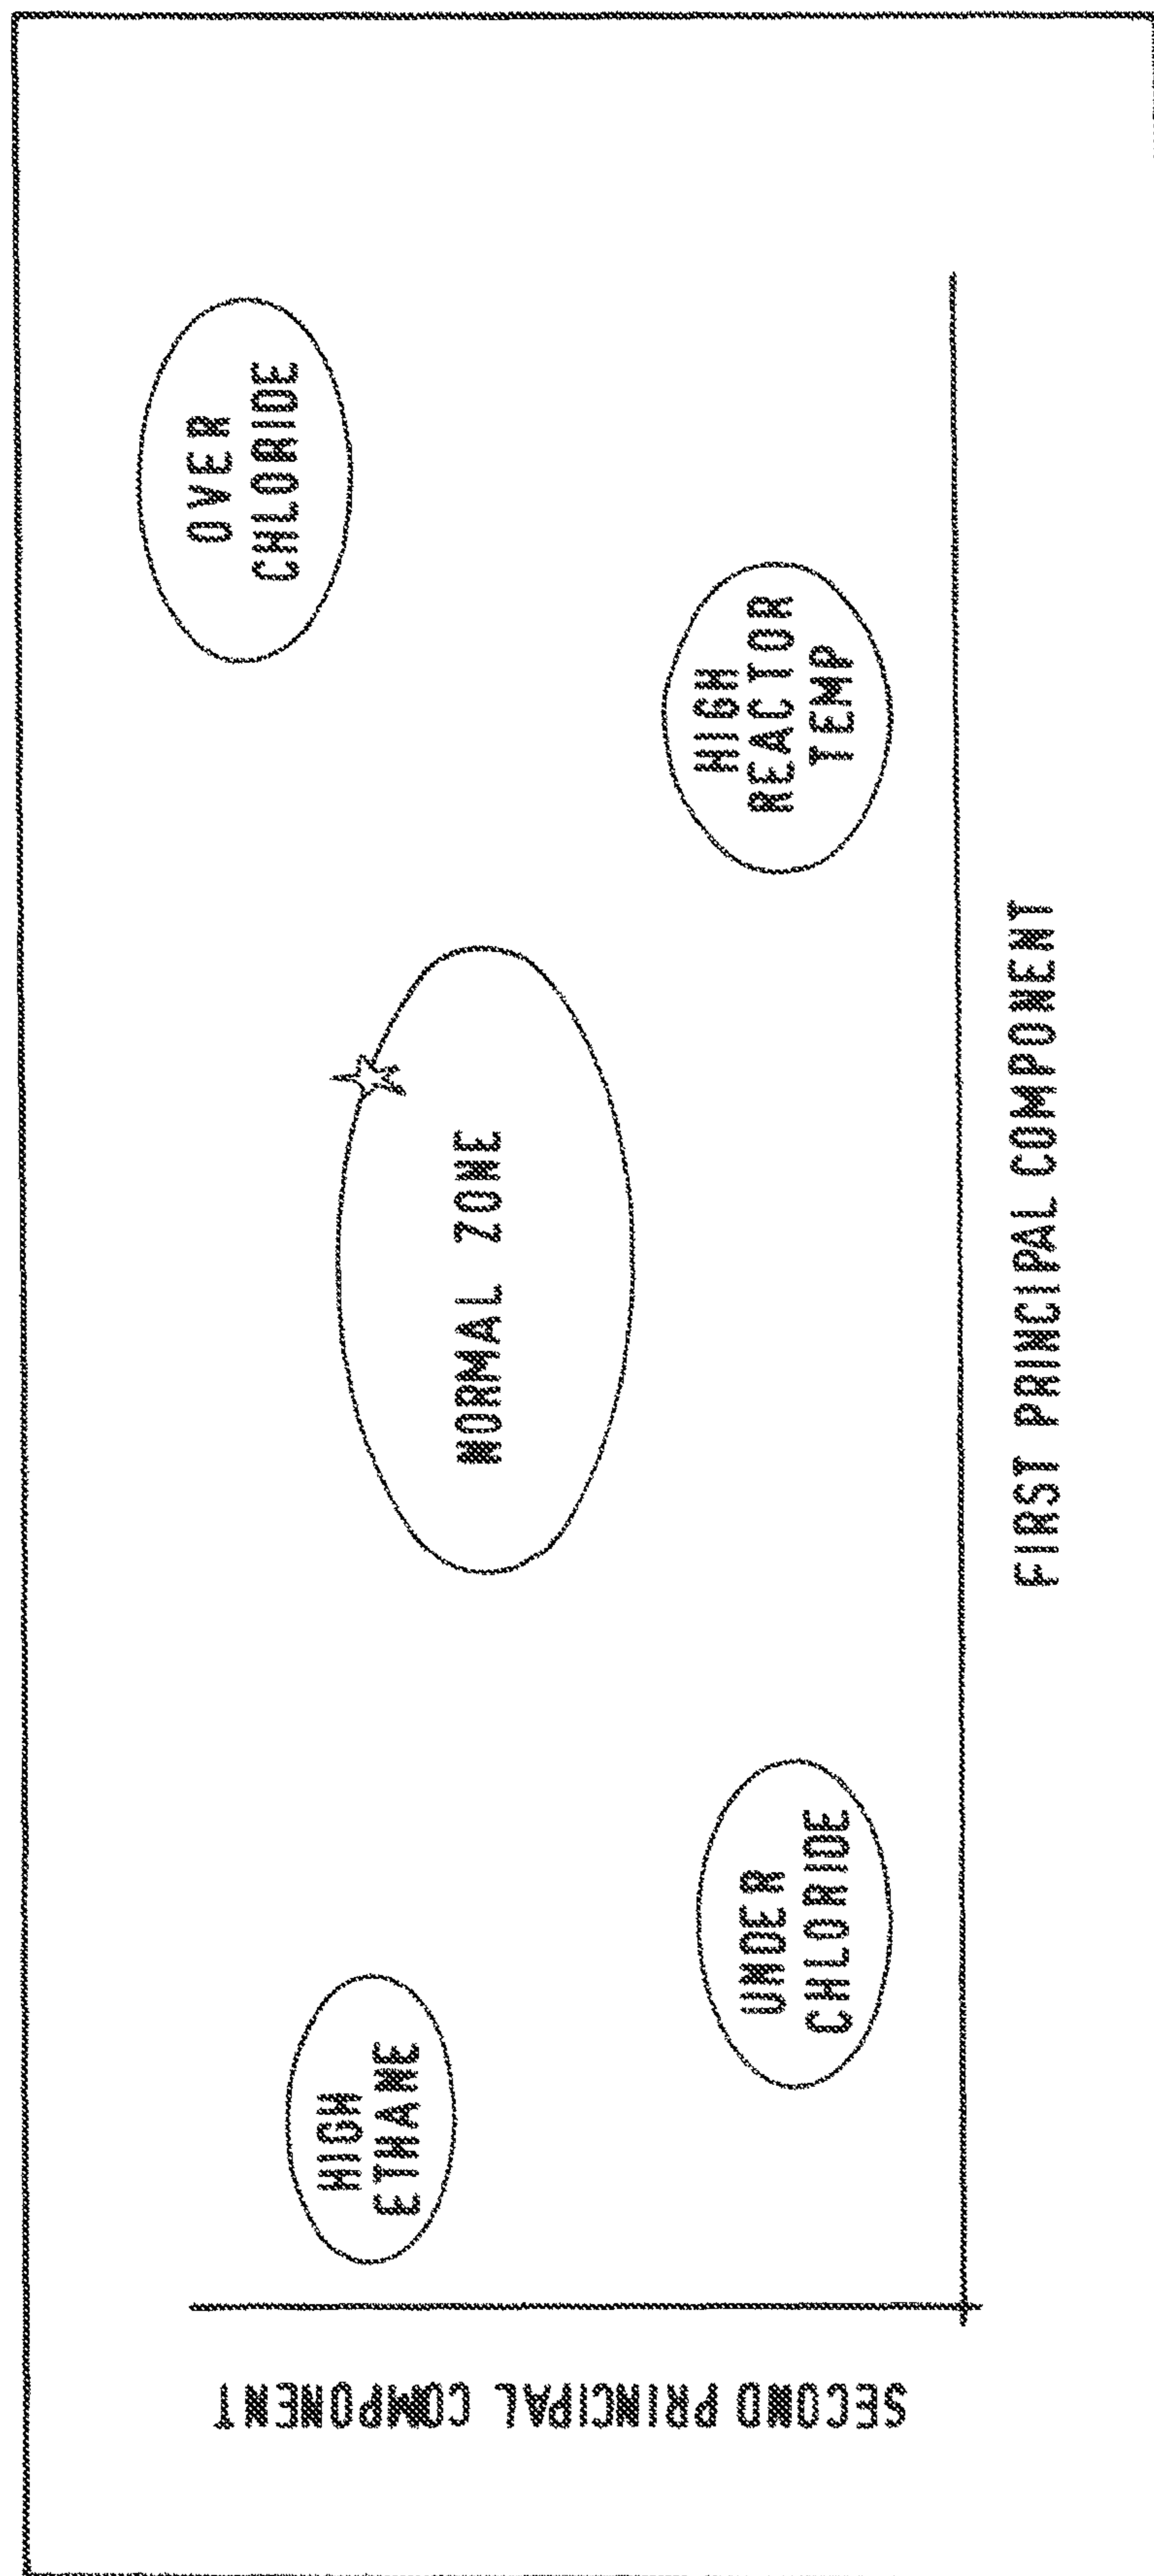 OVER
CHLORIDE
HIGH
REACTOR
TEMP
NORMAL ZONE
HIGH
ETHANE
UNDER
CHLORIDE
SECOND PRINCIPAL COMPONENT
FIRST PRINCIPAL COMPONENT